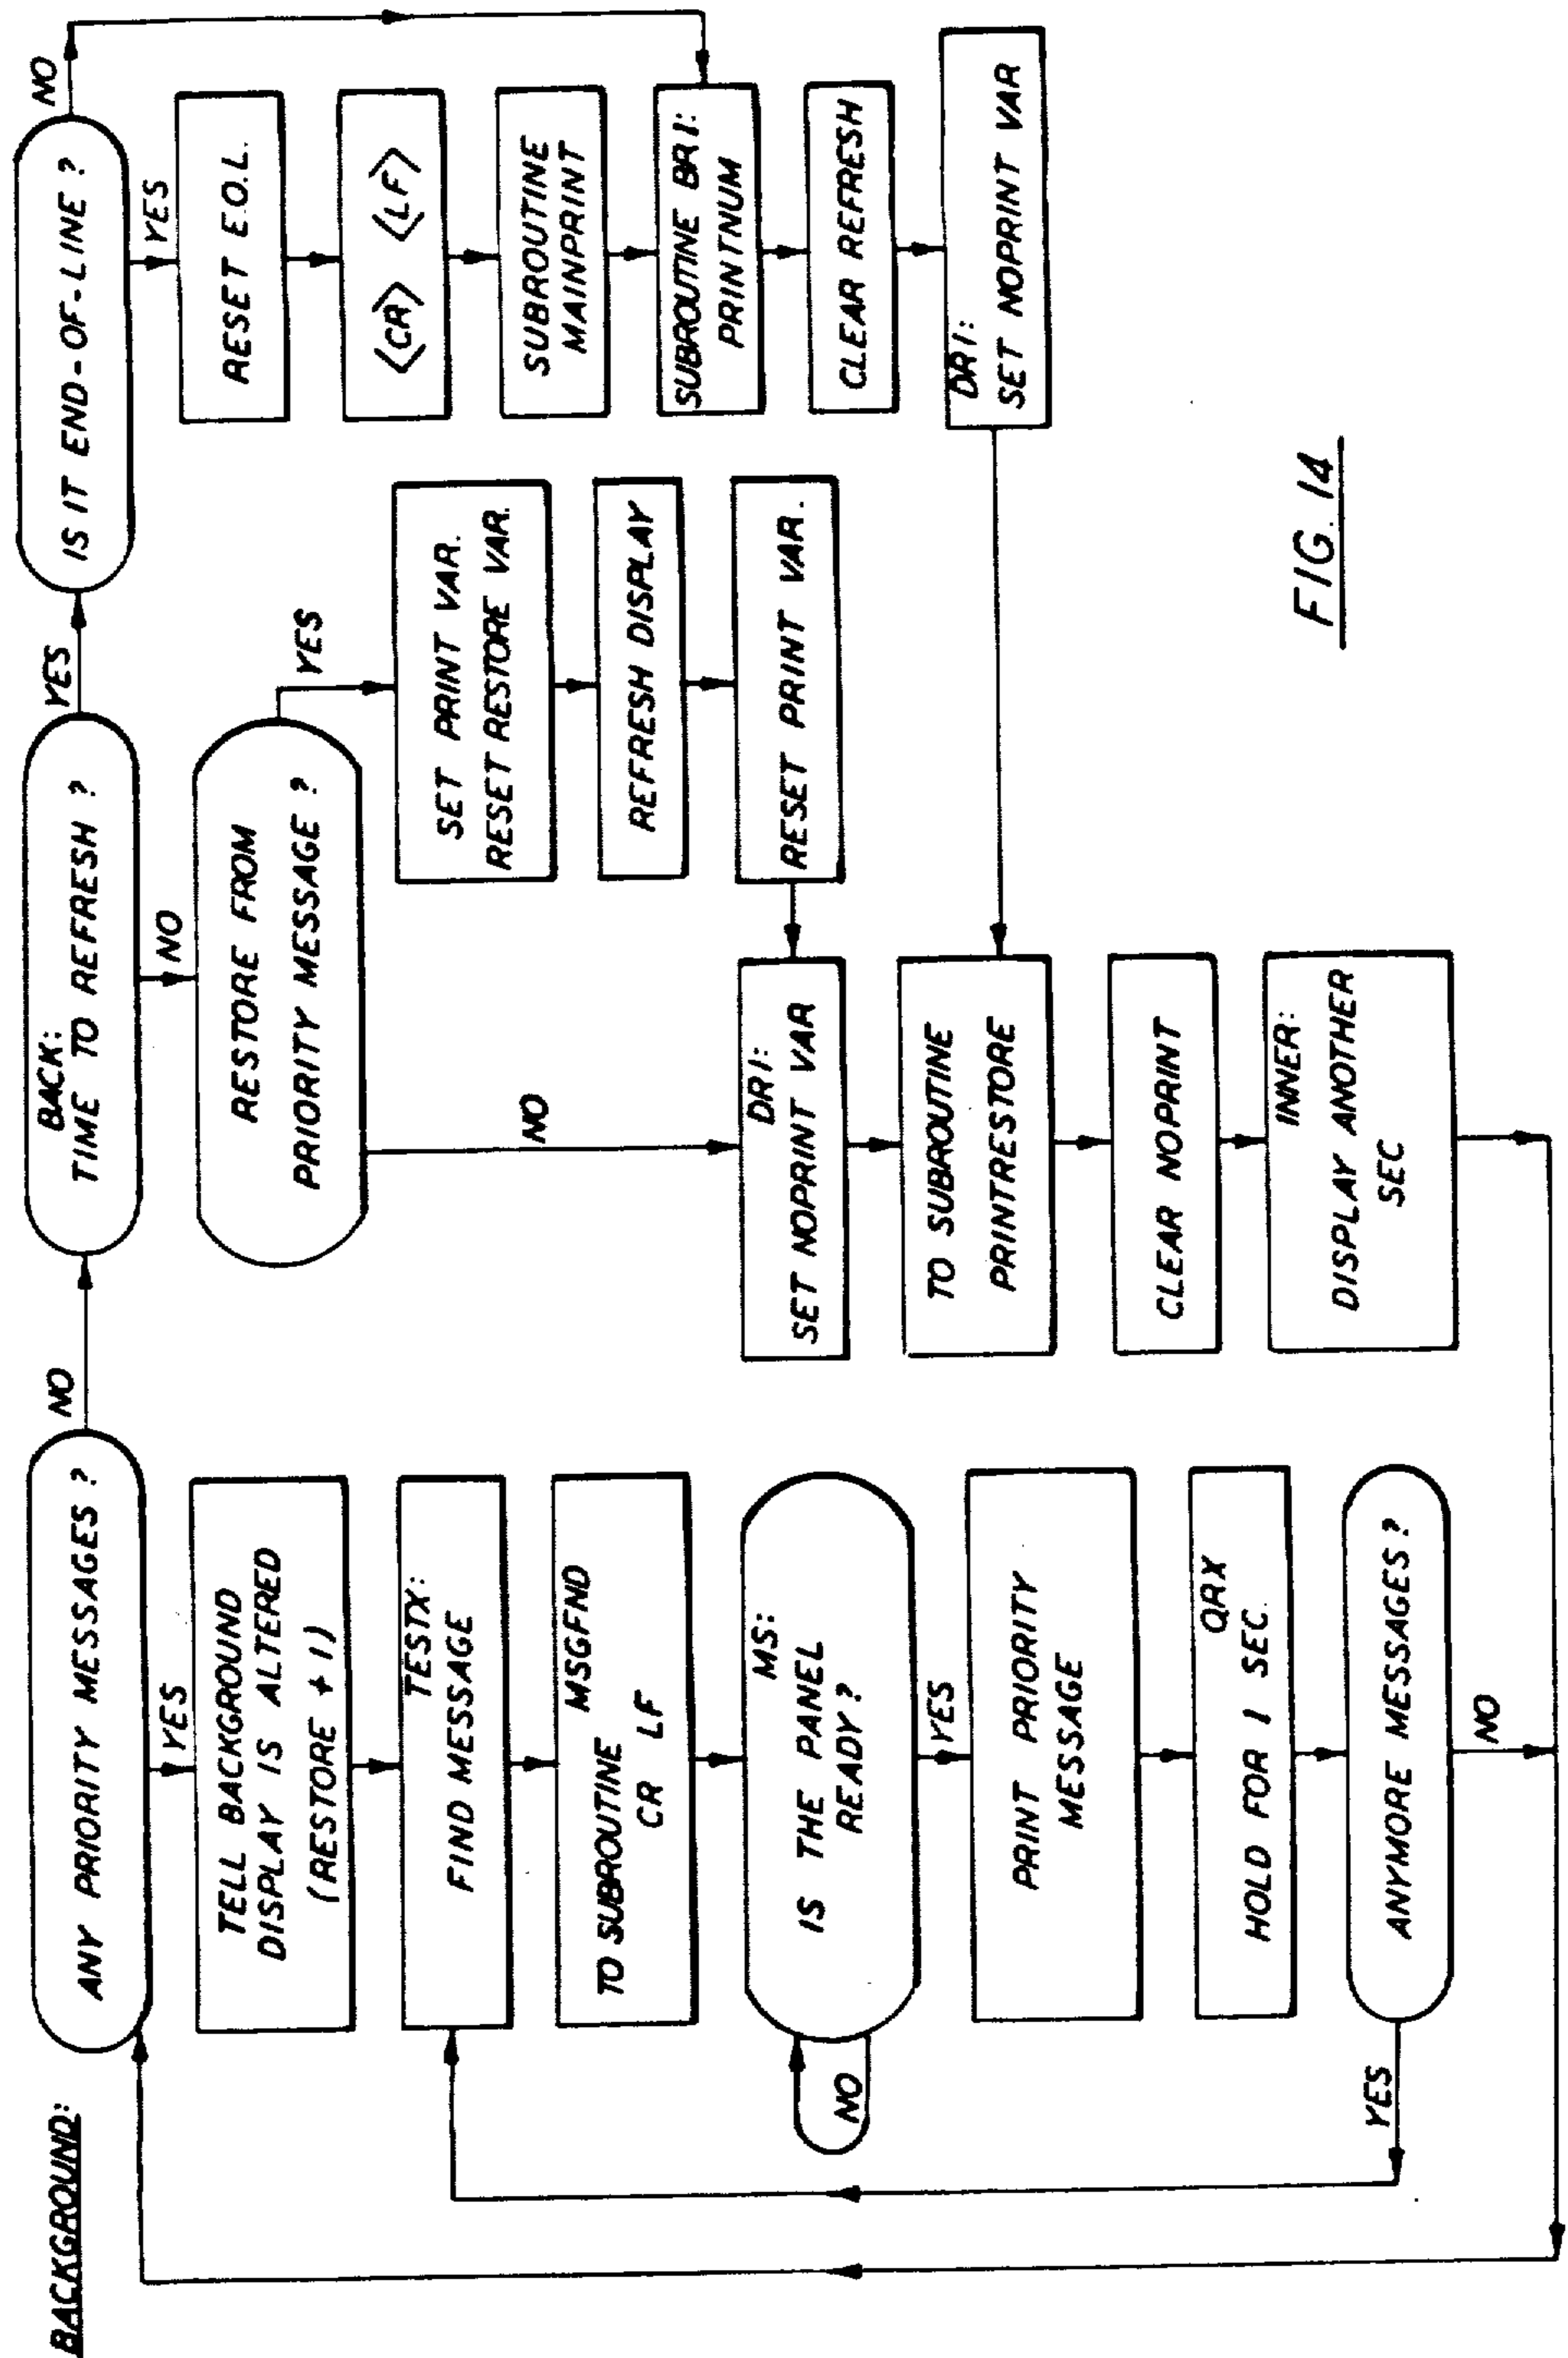 BACKGROUND:
ANY PRIORITY MESSAGES ?
NO
YES
TELL BACKGROUND
DISPLAY IS ALTERED
(RESTORE + 1)
TESTX:
FIND MESSAGE
MSGFND
TO SUBROUTINE
CR LF
MS:
IS THE PANEL
READY?
NO
YES
PRINT PRIORITY
MESSAGE
QRX
HOLD FOR 1 SEC.
ANYMORE MESSAGES?
YES
NO
BACK:
TIME TO REFRESH ?
YES
NO
RESTORE FROM
PRIORITY MESSAGE ?
YES
NO
SET PRINT VAR.
RESET RESTORE VAR.
REFRESH DISPLAY
RESET PRINT VAR.
DR1:
SET NOPRINT VAR
TO SUBROUTINE
PRINTRESTORE
CLEAR NOPRINT
INNER:
DISPLAY ANOTHER
SEC
IS IT END-OF-LINE ?
NO
YES
RESET E.O.L.
<CR> <LF>
SUBROUTINE
MAINPRINT
SUBROUTINE BR1:
PRINTNUM
CLEAR REFRESH
DR1:
SET NOPRINT VAR
FIG. 14